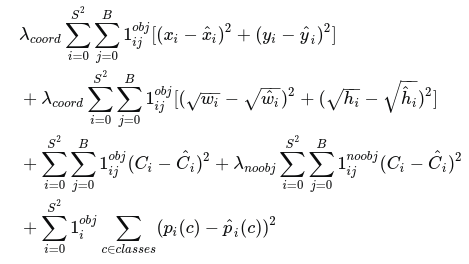 λ_coord ∑_{i=0}^{S^2} ∑_{j=0}^{B} 1_{ij}^{obj}[(x_i − x̂_i)^2 + (y_i − ŷ_i)^2]
+ λ_coord ∑_{i=0}^{S^2} ∑_{j=0}^{B} 1_{ij}^{obj}[(√w_i − √ŵ_i)^2 + (√h_i − √ĥ_i)^2]
+ ∑_{i=0}^{S^2} ∑_{j=0}^{B} 1_{ij}^{obj}(C_i − Ĉ_i)^2 + λ_noobj ∑_{i=0}^{S^2} ∑_{j=0}^{B} 1_{ij}^{noobj}(C_i − Ĉ_i)^2
+ ∑_{i=0}^{S^2} 1_i^{obj} ∑_{c∈classes} (p_i(c) − p̂_i(c))^2